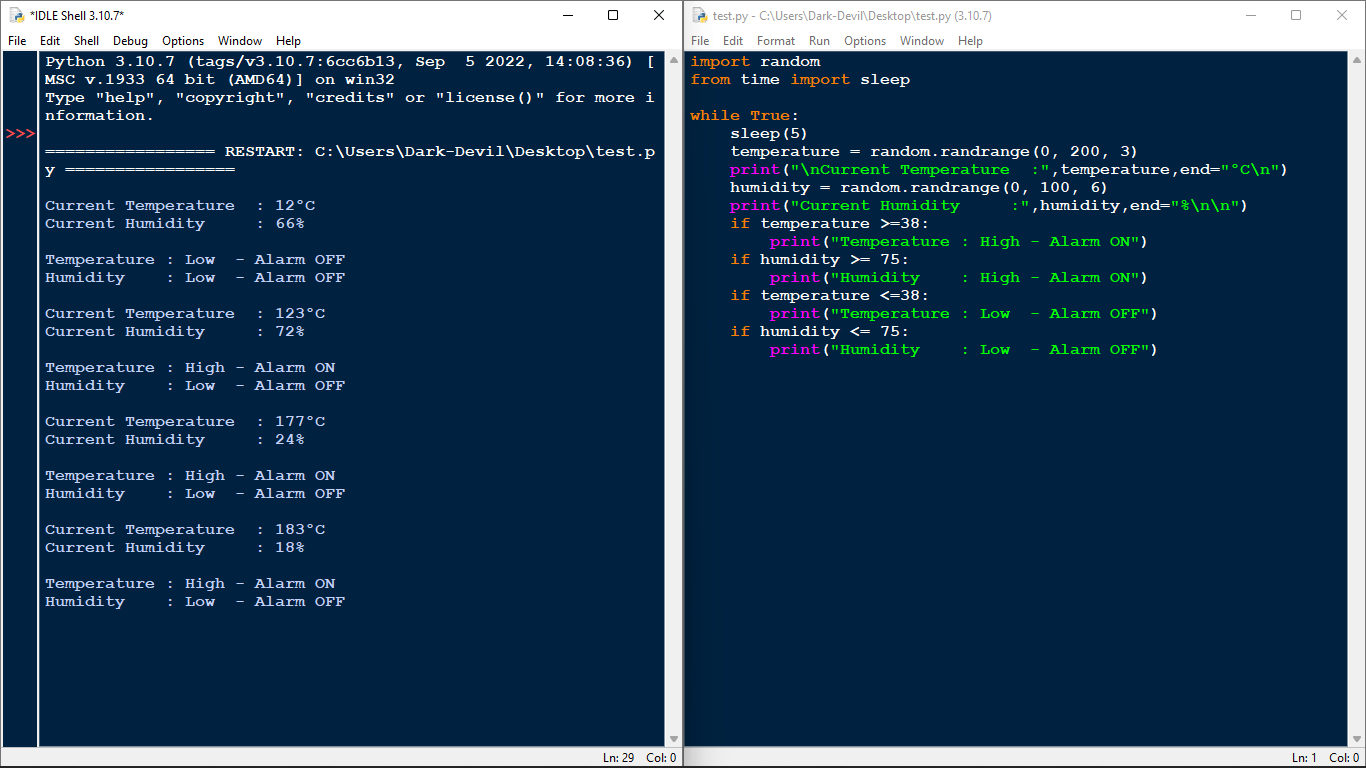 *IDLE Shell 3.10.7*
File Edit Shell Debug Options Window Help
Python 3.10.7 (tags/v3.10.7:6cc6b13, Sep  5 2022, 14:08:36) [
MSC v.1933 64 bit (AMD64)] on win32
Type "help", "copyright", "credits" or "license()" for more i
nformation.
>>>
================= RESTART: C:\Users\Dark-Devil\Desktop\test.p
y =================
Current Temperature  : 12°C
Current Humidity     : 66%
Temperature : Low  - Alarm OFF
Humidity    : Low  - Alarm OFF
Current Temperature  : 123°C
Current Humidity     : 72%
Temperature : High - Alarm ON
Humidity    : Low  - Alarm OFF
Current Temperature  : 177°C
Current Humidity     : 24%
Temperature : High - Alarm ON
Humidity    : Low  - Alarm OFF
Current Temperature  : 183°C
Current Humidity     : 18%
Temperature : High - Alarm ON
Humidity    : Low  - Alarm OFF
Ln: 29 Col: 0
test.py - C:\Users\Dark-Devil\Desktop\test.py (3.10.7)
File Edit Format Run Options Window Help
import random
from time import sleep
while True:
    sleep(5)
    temperature = random.randrange(0, 200, 3)
    print("\nCurrent Temperature  :",temperature,end="°C\n")
    humidity = random.randrange(0, 100, 6)
    print("Current Humidity     :",humidity,end="%\n\n")
    if temperature >=38:
        print("Temperature : High - Alarm ON")
    if humidity >= 75:
        print("Humidity    : High - Alarm ON")
    if temperature <=38:
        print("Temperature : Low  - Alarm OFF")
    if humidity <= 75:
        print("Humidity    : Low  - Alarm OFF")
Ln: 1 Col: 0